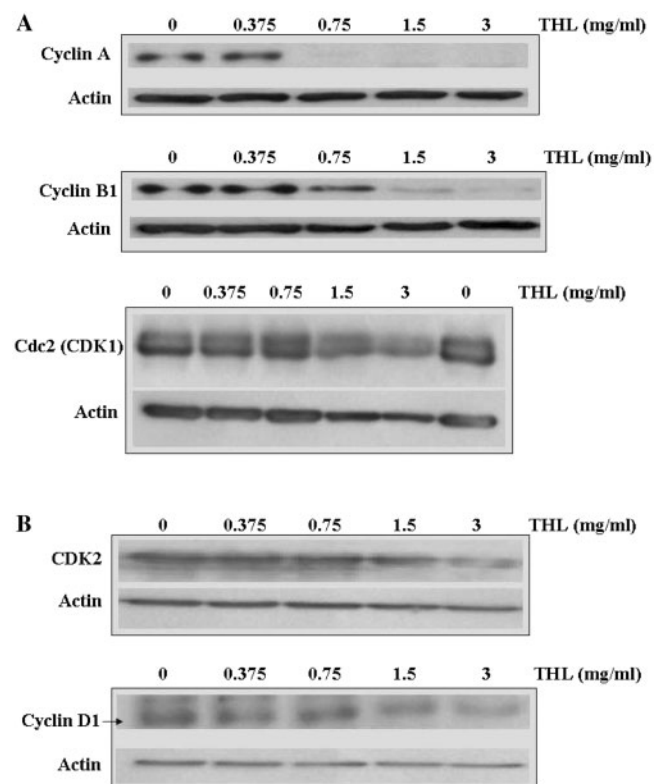 A
0 0.375 0.75 1.5 3 THL (mg/ml)
Cyclin A
Actin
0 0.375 0.75 1.5 3 THL (mg/ml)
Cyclin B1
Actin
0 0.375 0.75 1.5 3 0 THL (mg/ml)
Cdc2 (CDK1)
Actin
B
0 0.375 0.75 1.5 3 THL (mg/ml)
CDK2
Actin
0 0.375 0.75 1.5 3 THL (mg/ml)
Cyclin D1
Actin